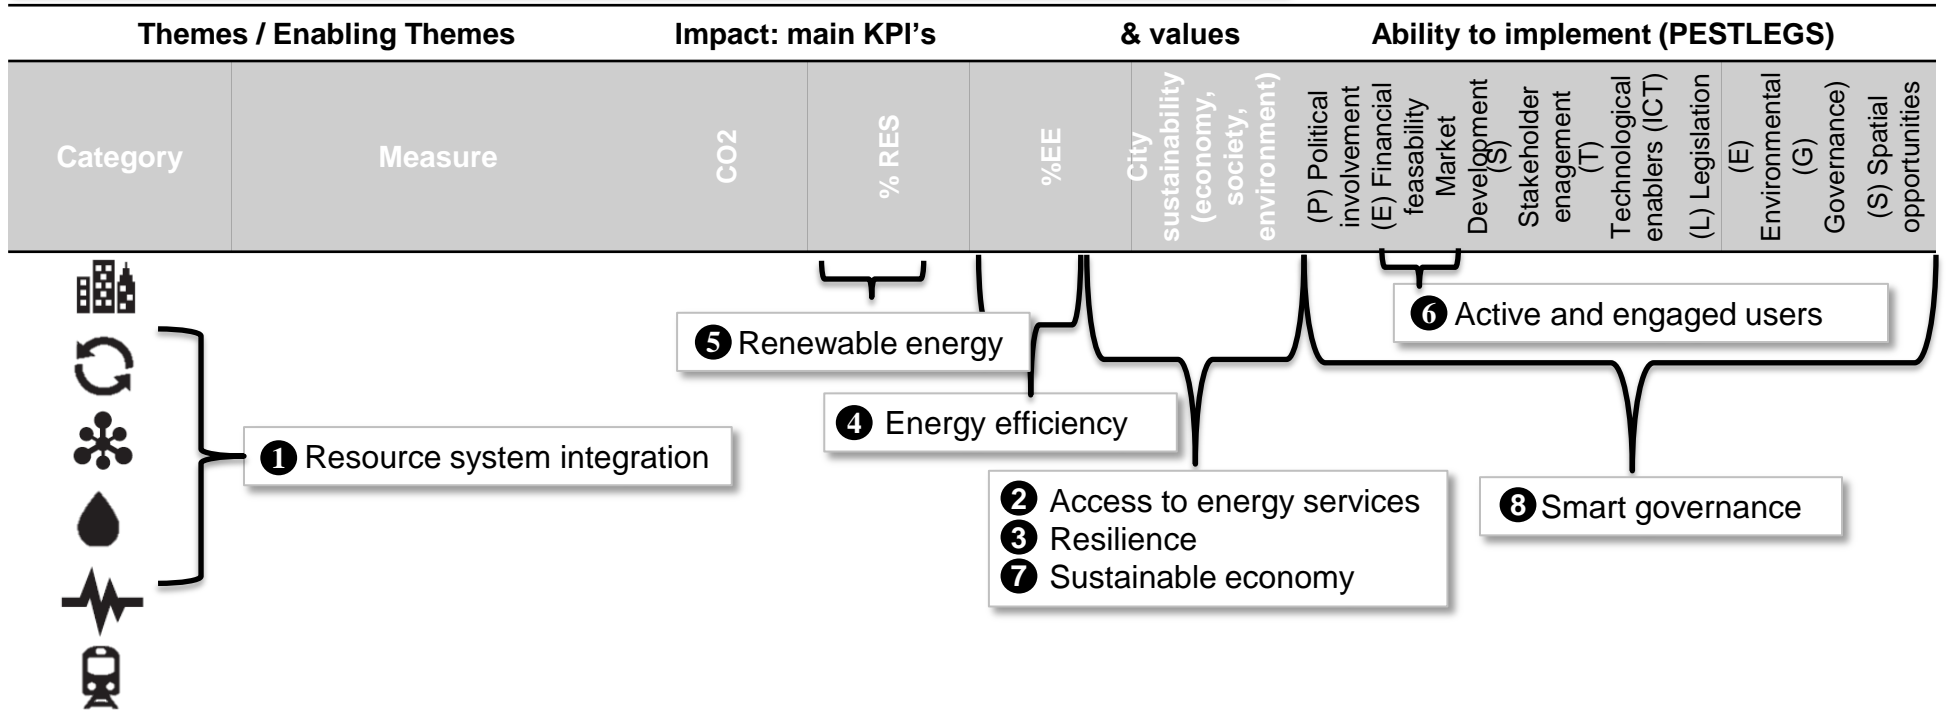 Themes / Enabling Themes
Impact: main KPI's
& values
Ability to implement (PESTLEGS)
Category
Measure
CO2
% RES
%EE
City
sustainability
(economy,
society,
environment)
(P) Political
involvement
(E) Financial
feasability
Market
Development
(S)
Stakeholder
enagement
(T)
Technological
enablers (ICT)
(L) Legislation
(E)
Environmental
(G)
Governance)
(S) Spatial
opportunities
6 Active and engaged users
5 Renewable energy
4 Energy efficiency
1 Resource system integration
2 Access to energy services
3 Resilience
7 Sustainable economy
8 Smart governance